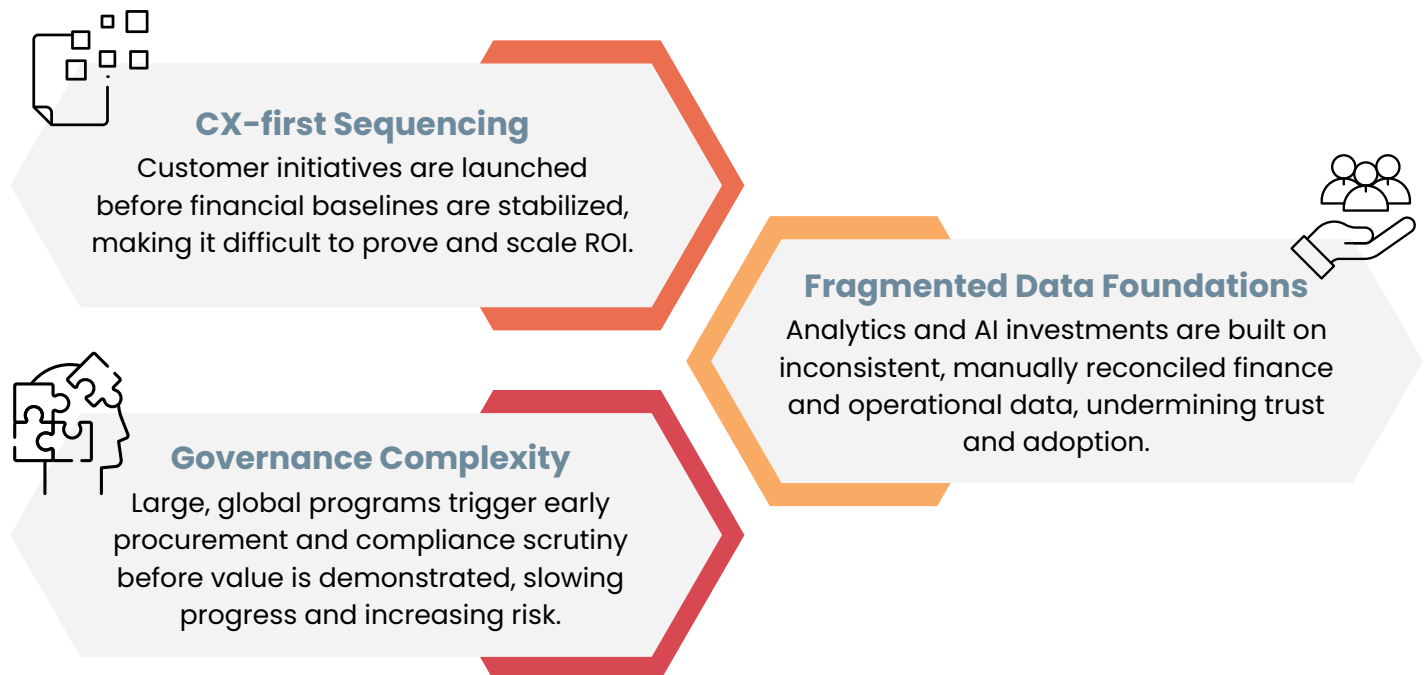 CX-first Sequencing
Customer initiatives are launched
before financial baselines are stabilized,
making it difficult to prove and scale ROI.
Fragmented Data Foundations
Analytics and AI investments are built on
inconsistent, manually reconciled finance
and operational data, undermining trust
and adoption.
Governance Complexity
Large, global programs trigger early
procurement and compliance scrutiny
before value is demonstrated, slowing
progress and increasing risk.